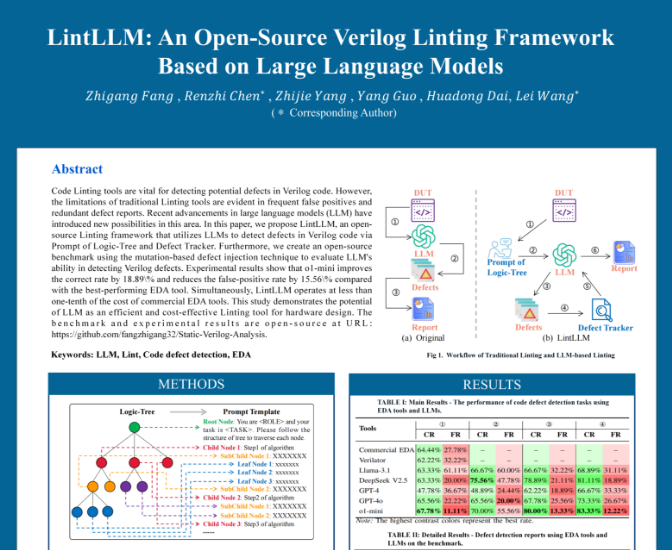 LintLLM: An Open-Source Verilog Linting Framework
Based on Large Language Models
Zhigang Fang , Renzhi Chen* , Zhijie Yang , Yang Guo , Huadong Dai, Lei Wang*
( * Corresponding Author)
Abstract
Code Linting tools are vital for detecting potential defects in Verilog code. However,
the limitations of traditional Linting tools are evident in frequent false positives and
redundant defect reports. Recent advancements in large language models (LLM) have
introduced new possibilities in this area. In this paper, we propose LintLLM, an open-
source Linting framework that utilizes LLMs to detect defects in Verilog code via
Prompt of Logic-Tree and Defect Tracker. Furthermore, we create an open-source
benchmark using the mutation-based defect injection technique to evaluate LLM's
ability in detecting Verilog defects. Experimental results show that o1-mini improves
the correct rate by 18.89\% and reduces the false-positive rate by 15.56\% compared
with the best-performing EDA tool. Simultaneously, LintLLM operates at less than
one-tenth of the cost of commercial EDA tools. This study demonstrates the potential
of LLM as an efficient and cost-effective Linting tool for hardware design. The
benchmark and experimental results are open-source at URL:
https://github.com/fangzhigang32/Static-Verilog-Analysis.
Keywords: LLM, Lint, Code defect detection, EDA
DUT
①
LLM
②
Defects
③
Report
(a) Original
DUT
①
Prompt of
Logic-Tree
②
LLM
⑥
Report
③
⑤
Defects
④
Defect Tracker
(b) LintLLM
Fig 1. Workflow of Traditional Linting and LLM-based Linting
METHODS
Logic-Tree
Prompt Template
Root Node: You are <ROLE> and your
task is <TASK>. Please follow the
structure of tree to traverse each node.
Child Node 1: Step1 of algorithm
SubChild Node 1: XXXXXXX
Leaf Node 1: xxxxxxx
Leaf Node 2: xxxxxxx
Leaf Node 3: xxxxxxx
Child Node 2: Step2 of algorithm
SubChild Node 1: XXXXXXX
SubChild Node 2: XXXXXXX
Child Node 3: Step3 of algorithm
......
RESULTS
TABLE I: Main Results - The performance of code defect detection tasks using
EDA tools and LLMs.
Tools ① ② ③ ④
CR FR CR FR CR FR CR FR
Commercial EDA 64.44% 27.78% – – – – – –
Verilator 62.22% 32.22% – – – – – –
Llama-3.1 63.33% 61.11% 66.67% 60.00% 66.67% 32.22% 68.89% 31.11%
DeepSeek V2.5 63.33% 20.00% 75.56% 47.78% 78.89% 21.11% 81.11% 18.89%
GPT-4 47.78% 36.67% 48.89% 24.44% 62.22% 18.89% 66.67% 33.33%
GPT-4o 65.56% 22.22% 65.56% 20.00% 67.78% 25.56% 73.33% 26.67%
o1-mini 67.78% 11.11% 70.00% 55.56% 80.00% 13.33% 83.33% 12.22%
Note: The highest contrast colors represent the best rate.
TABLE II: Detailed Results - Defect detection reports using EDA tools and
LLMs on the benchmark.